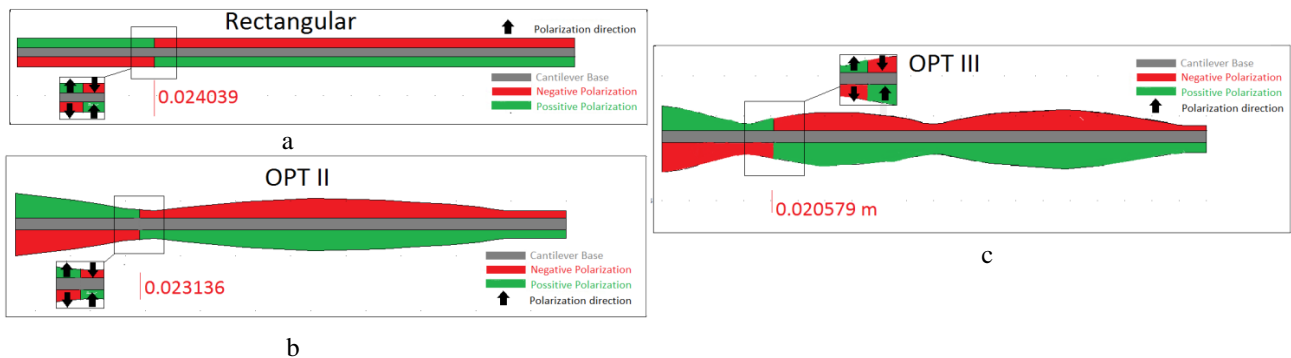 Rectangular
Polarization direction
Cantilever Base
Negative Polarization
Possitive Polarization
0.024039
a
OPT II
Cantilever Base
Negative Polarization
Possitive Polarization
Polarization direction
0.023136
b
OPT III
Cantilever Base
Negative Polarization
Possitive Polarization
Polarization direction
0.020579 m
c